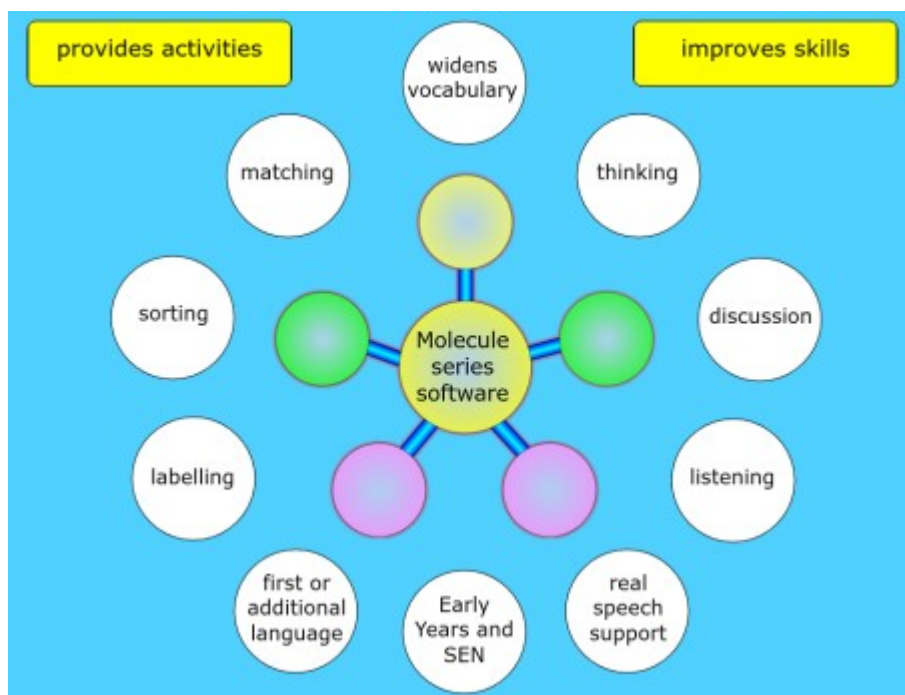 provides activities
improves skills
widens
vocabulary
matching
thinking
sorting
Molecule
series
software
discussion
labelling
listening
first or
additional
language
Early
Years and
SEN
real
speech
support